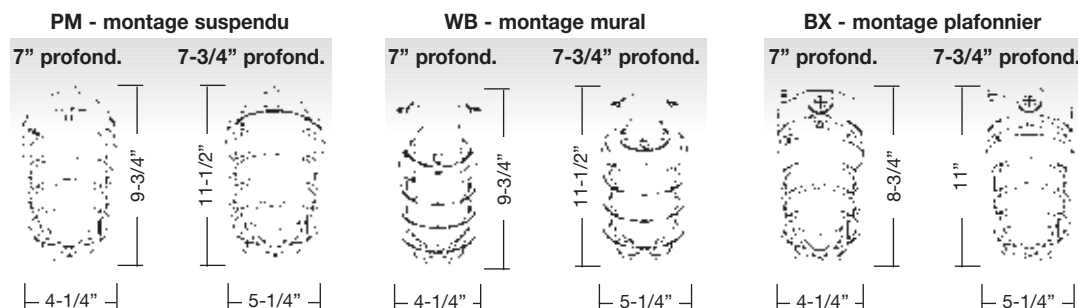 PM - montage suspendu
7” profond. 7-3/4” profond.
9-3/4”
11-1/2”
4-1/4” 5-1/4”
WB - montage mural
7” profond. 7-3/4” profond.
9-3/4”
11-1/2”
4-1/4” 5-1/4”
BX - montage plafonnier
7” profond. 7-3/4” profond.
8-3/4”
11”
4-1/4” 5-1/4”